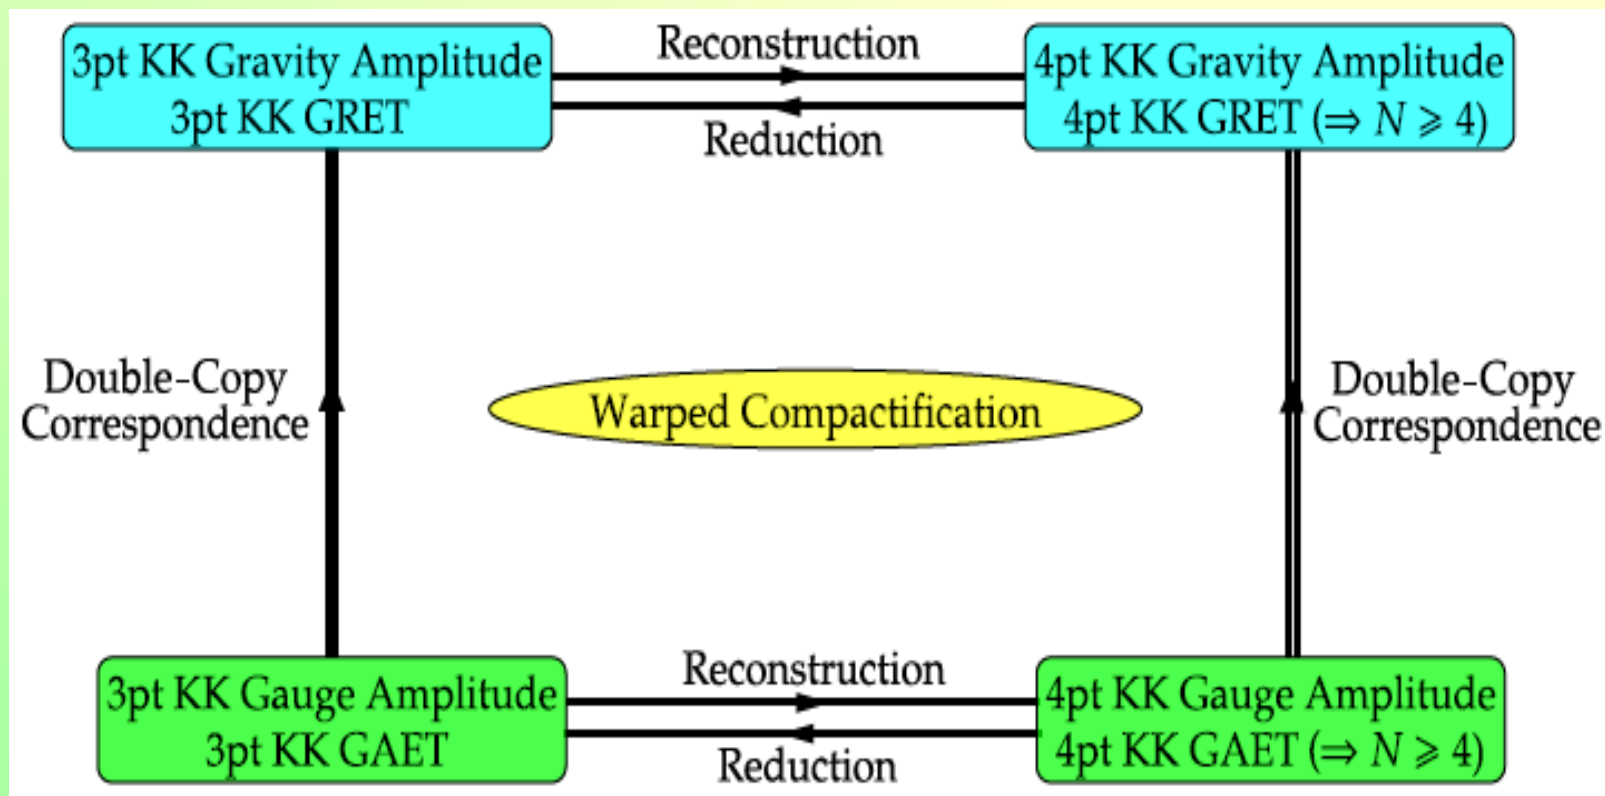 3pt KK Gravity Amplitude
3pt KK GRET
Reconstruction
Reduction
4pt KK Gravity Amplitude
4pt KK GRET (⇒ N ⩾ 4)
Double-Copy
Correspondence
Warped Compactification
Double-Copy
Correspondence
3pt KK Gauge Amplitude
3pt KK GAET
Reconstruction
Reduction
4pt KK Gauge Amplitude
4pt KK GAET (⇒ N ⩾ 4)